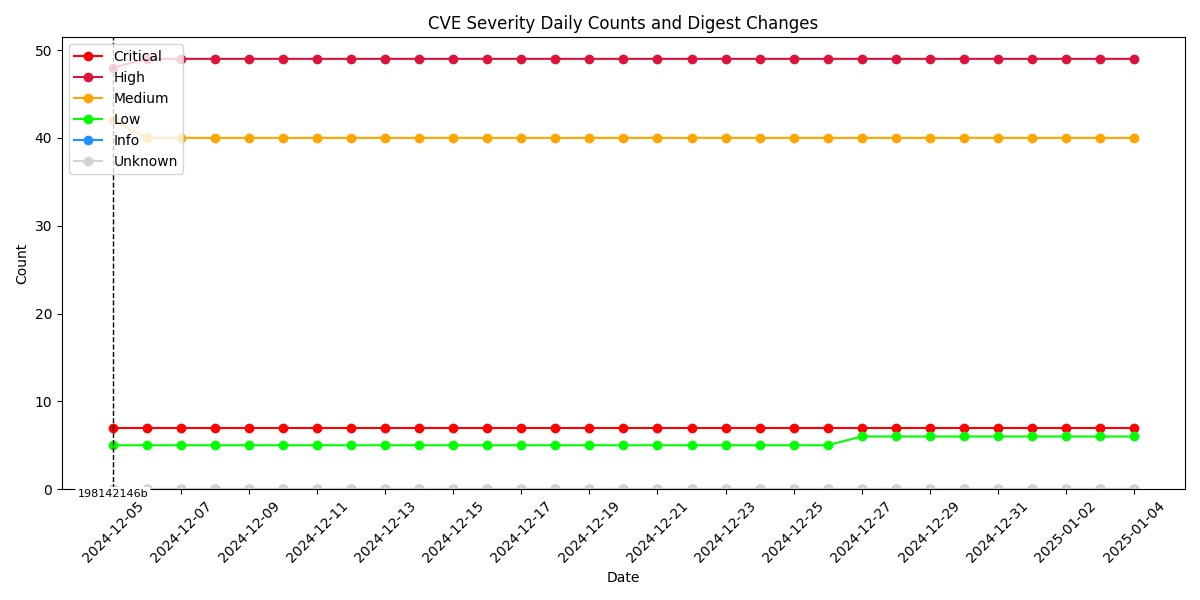 CVE Severity Daily Counts and Digest Changes
Critical
High
Medium
Low
Info
Unknown
Count
50
40
30
20
10
0
198142146b
2024-12-05
2024-12-07
2024-12-09
2024-12-11
2024-12-13
2024-12-15
2024-12-17
2024-12-19
2024-12-21
2024-12-23
2024-12-25
2024-12-27
2024-12-29
2024-12-31
2025-01-02
2025-01-04
Date